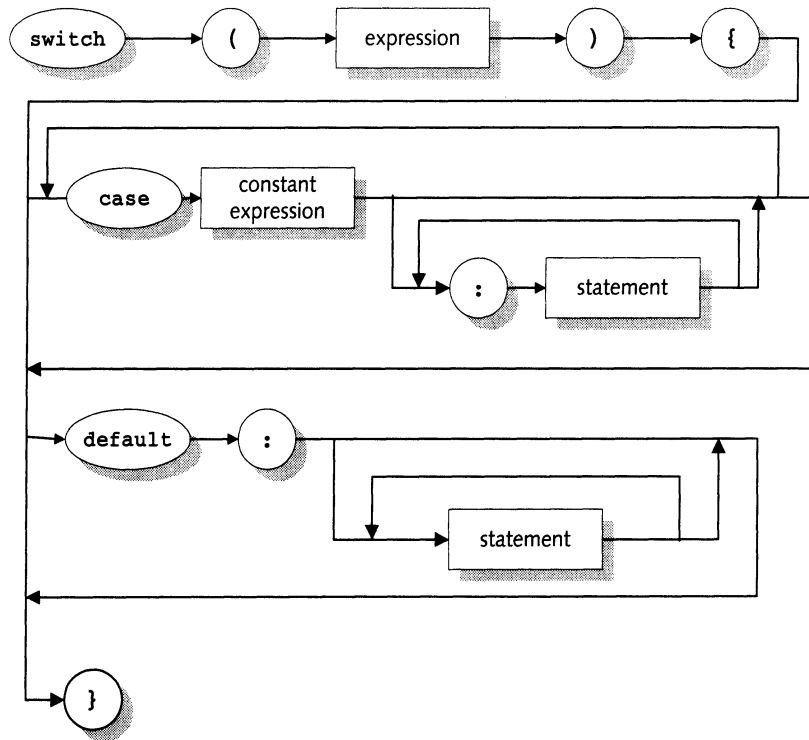 switch ( expression ) {
case constant
expression
: statement
default :
statement
}